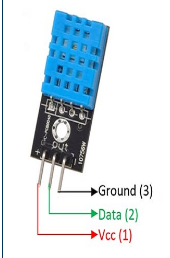 Ground (3)
Data (2)
Vcc (1)